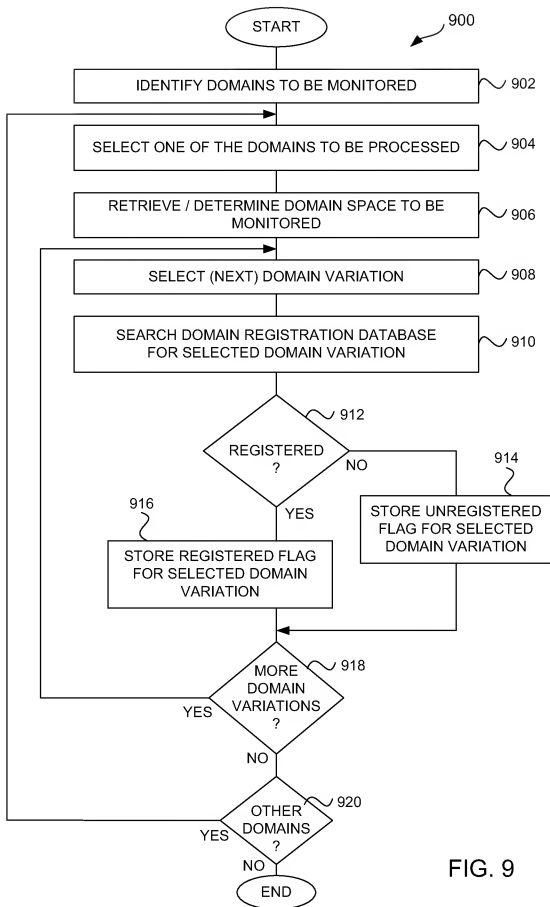 START
900
IDENTIFY DOMAINS TO BE MONITORED
902
SELECT ONE OF THE DOMAINS TO BE PROCESSED
904
RETRIEVE / DETERMINE DOMAIN SPACE TO BE
MONITORED
906
SELECT (NEXT) DOMAIN VARIATION
908
SEARCH DOMAIN REGISTRATION DATABASE
FOR SELECTED DOMAIN VARIATION
910
912
REGISTERED
?
NO
YES
914
STORE UNREGISTERED
FLAG FOR SELECTED
DOMAIN VARIATION
916
STORE REGISTERED FLAG
FOR SELECTED DOMAIN
VARIATION
918
MORE
DOMAIN
VARIATIONS
?
YES
NO
920
OTHER
DOMAINS
?
YES
NO
END
FIG. 9